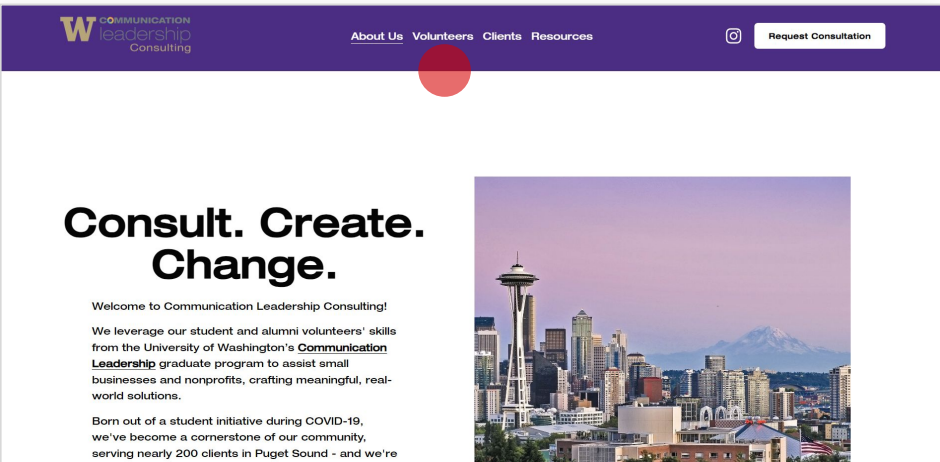 W COMMUNICATION
leadership
Consulting
About Us Volunteers Clients Resources
Request Consultation
Consult. Create.
Change.
Welcome to Communication Leadership Consulting!
We leverage our student and alumni volunteers' skills
from the University of Washington's Communication
Leadership graduate program to assist small
businesses and nonprofits, crafting meaningful, real-
world solutions.
Born out of a student initiative during COVID-19,
we've become a cornerstone of our community,
serving nearly 200 clients in Puget Sound - and we're